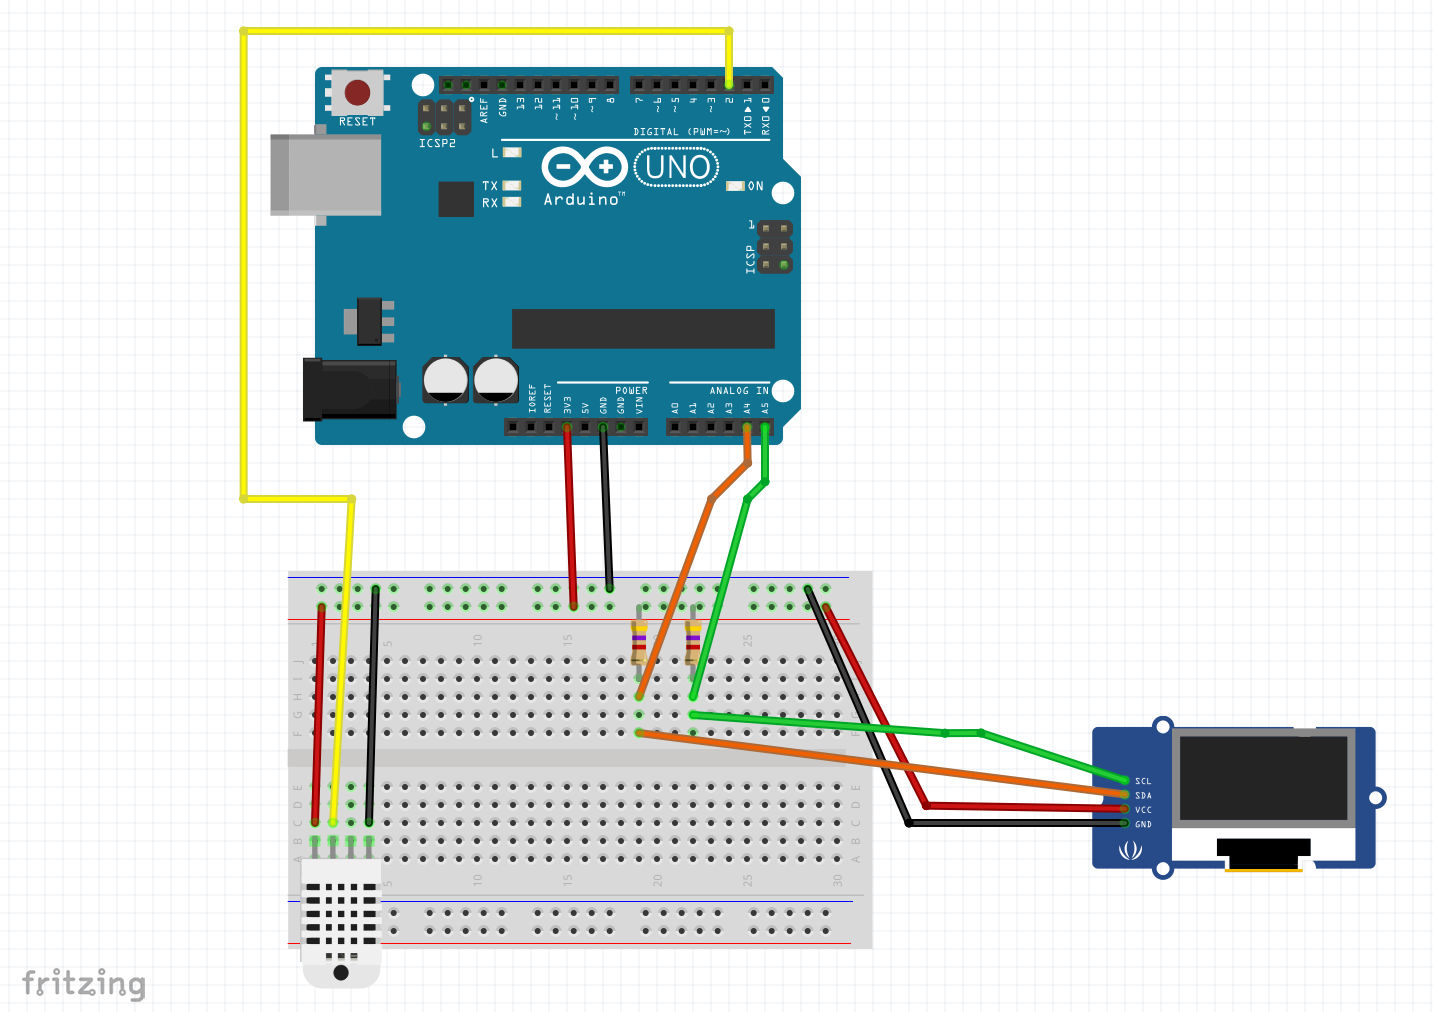 RESET
ICSP2
AREF
GND
13
12
~11
~10
~9
8
7
~6
~5
4
~3
2
TX0▶1
RX0◀0
DIGITAL (PWM=~)
L
TX
RX
Arduino™
UNO
ON
1
ICSP
IOREF
RESET
3V3
5V
GND
GND
VIN
POWER
A0
A1
A2
A3
A4
A5
ANALOG IN
1
5
10
15
20
25
J
I
H
G
F
E
D
C
B
A
E
D
C
B
A
5
10
15
20
25
30
SCL
SDA
VCC
GND
fritzing